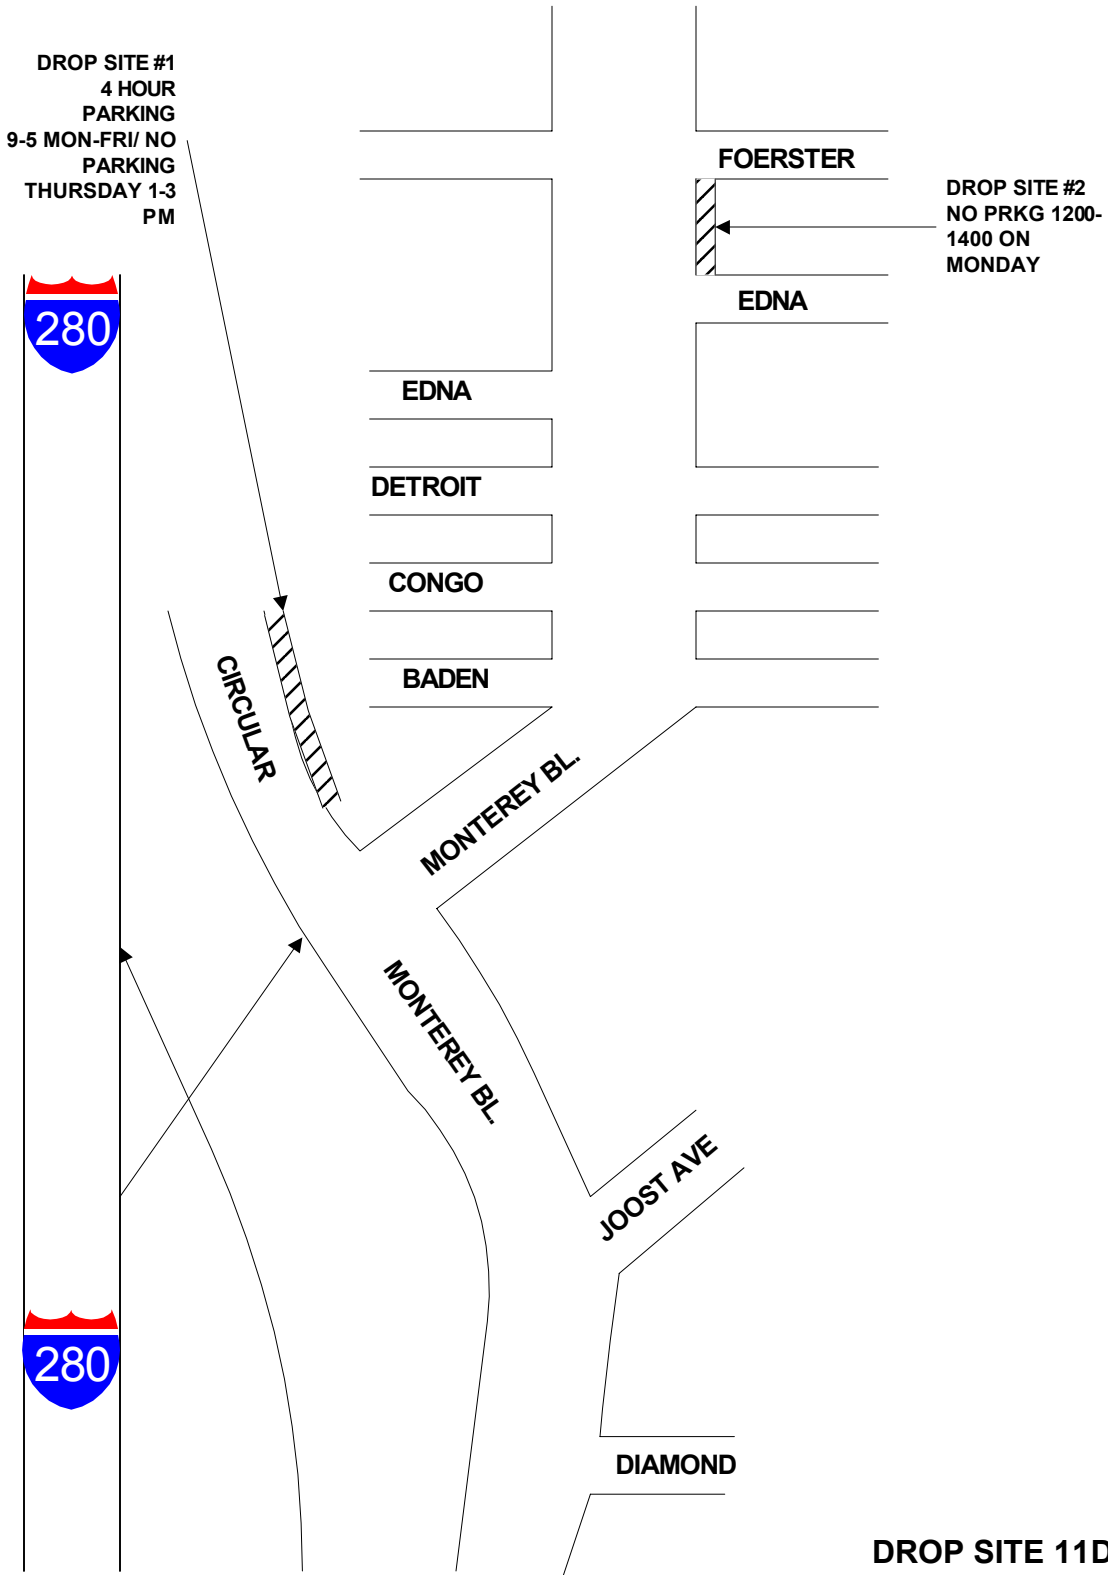 DROP SITE #1
4 HOUR
PARKING
9-5 MON-FRI/ NO
PARKING
THURSDAY 1-3
PM
FOERSTER
DROP SITE #2
NO PRKG 1200-
1400 ON
MONDAY
EDNA
280
EDNA
DETROIT
CONGO
BADEN
CIRCULAR
MONTEREY BL.
MONTEREY BL.
JOOST AVE
280
DIAMOND
DROP SITE 11D